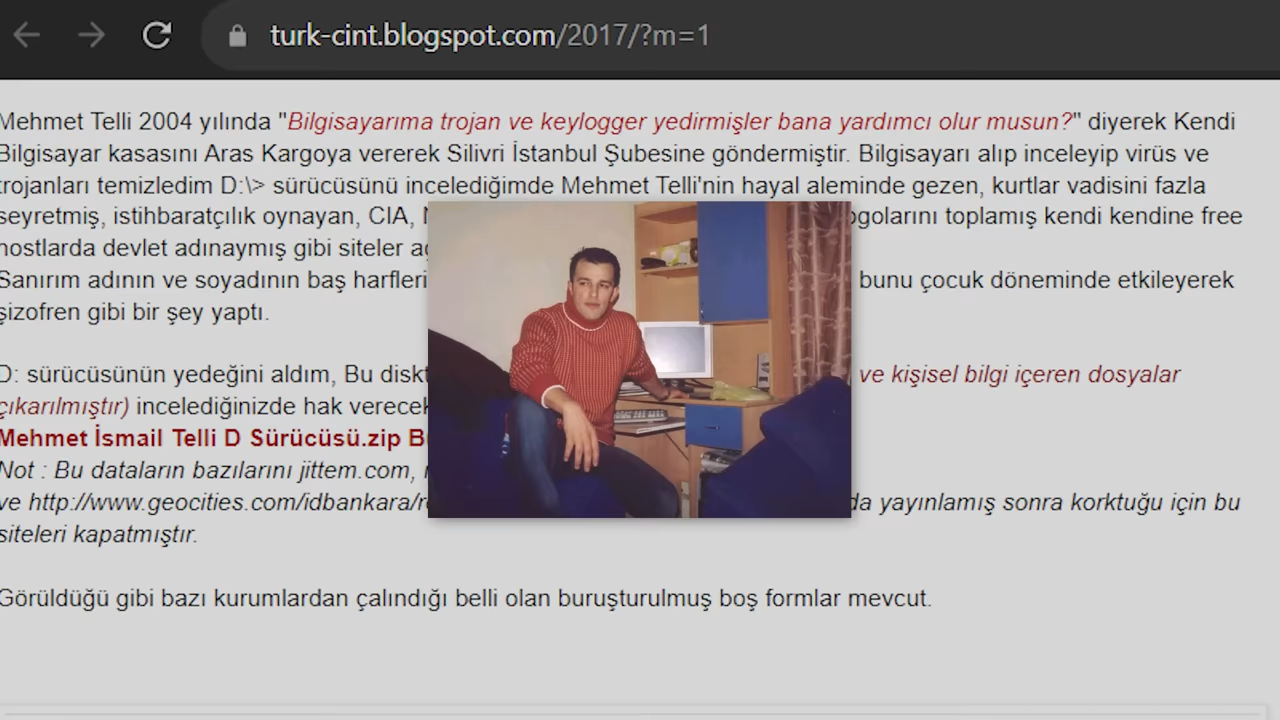 turk-cint.blogspot.com/2017/?m=1
Mehmet Telli 2004 yılında "Bilgisayarıma trojan ve keylogger yedirmişler bana yardımcı olur musun?" diyerek Kendi
Bilgisayar kasasını Aras Kargoya vererek Silivri İstanbul Şubesine göndermiştir. Bilgisayarı alıp inceleyip virüs ve
trojanları temizledim D:\> sürücüsünü incelediğimde Mehmet Telli'nin hayal aleminde gezen, kurtlar vadisini fazla
seyretmiş, istihbaratçılık oynayan, CIA, ogolarını toplamış kendi kendine free
hostlarda devlet adınaymış gibi siteler
Sanırım adının ve soyadının baş harfleri bunu çocuk döneminde etkileyerek
şizofren gibi bir şey yaptı.
D: sürücüsünün yedeğini aldım, Bu disk ve kişisel bilgi içeren dosyalar
çıkarılmıştır) incelediğinizde hak verecek
Mehmet İsmail Telli D Sürücüsü.zip
Not : Bu dataların bazılarını jittem.com,
ve http://www.geocities.com/idbankara/r da yayınlamış sonra korktuğu için bu
siteleri kapatmıştır.
Görüldüğü gibi bazı kurumlardan çalındığı belli olan buruşturulmuş boş formlar mevcut.